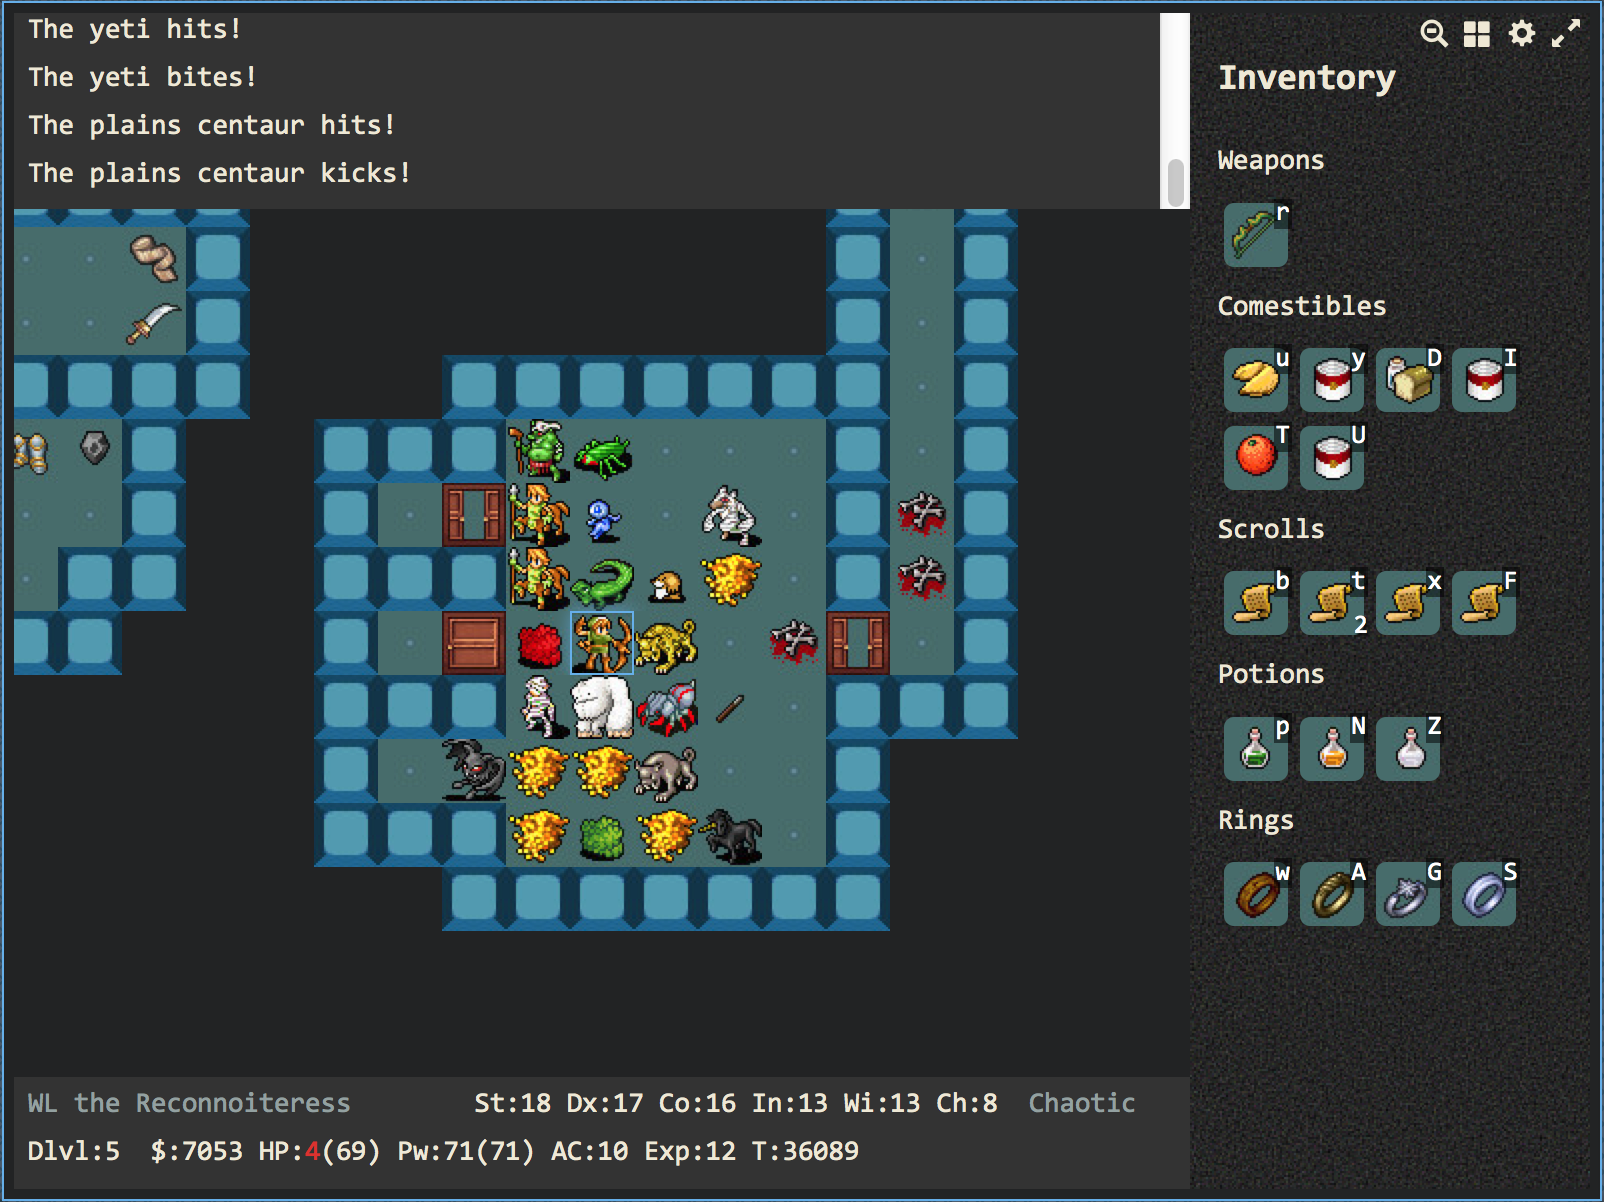 The yeti hits!
The yeti bites!
The plains centaur hits!
The plains centaur kicks!
Inventory
Weapons
r
Comestibles
u y D I
T U
Scrolls
b t x F
2
Potions
p N Z
Rings
w A G S
WL the Reconnoiteress St:18 Dx:17 Co:16 In:13 Wi:13 Ch:8 Chaotic
Dlvl:5 $:7053 HP:4(69) Pw:71(71) AC:10 Exp:12 T:36089